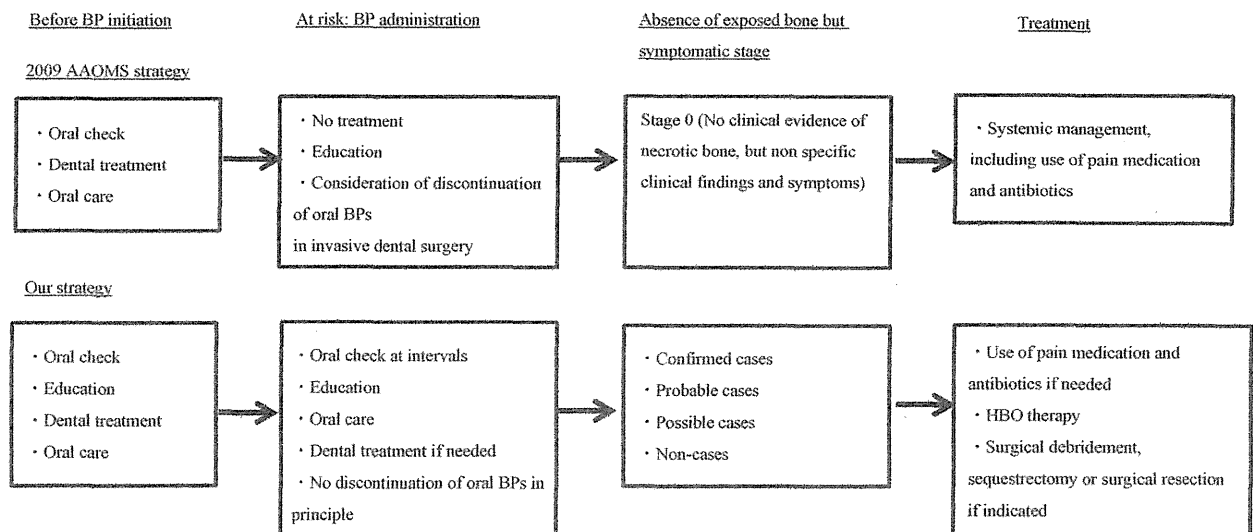 Before BP initiation
At risk: BP administration
Absence of exposed bone but
symptomatic stage
Treatment
2009 AAOMS strategy
・Oral check
・Dental treatment
・Oral care
・No treatment
・Education
・Consideration of discontinuation
of oral BPs
in invasive dental surgery
Stage 0 (No clinical evidence of
necrotic bone, but non specific
clinical findings and symptoms)
・Systemic management,
including use of pain medication
and antibiotics
Our strategy
・Oral check
・Education
・Dental treatment
・Oral care
・Oral check at intervals
・Education
・Oral care
・Dental treatment if needed
・No discontinuation of oral BPs in
principle
・Confirmed cases
・Probable cases
・Possible cases
・Non-cases
・Use of pain medication and
antibiotics if needed
・HBO therapy
・Surgical debridement,
sequestrectomy or surgical resection
if indicated